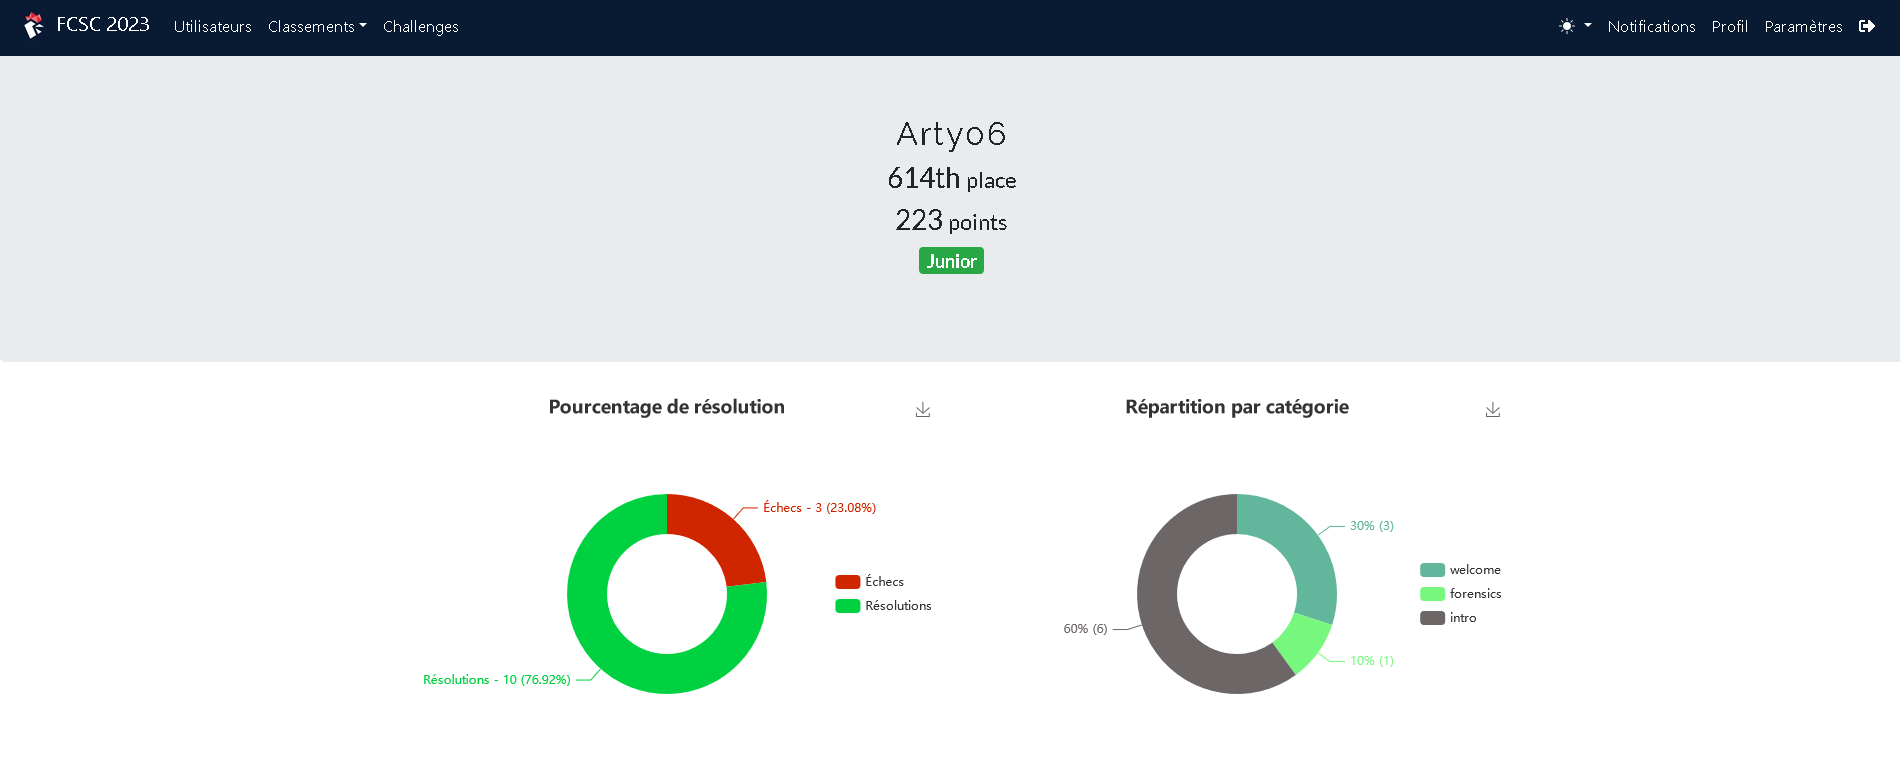 FCSC 2023 Utilisateurs Classements Challenges Notifications Profil Paramètres
Artyo6
614th place
223 points
Junior
Pourcentage de résolution
Échecs - 3 (23.08%)
Échecs
Résolutions
Résolutions - 10 (76.92%)
Répartition par catégorie
30% (3)
welcome
forensics
intro
60% (6)
10% (1)